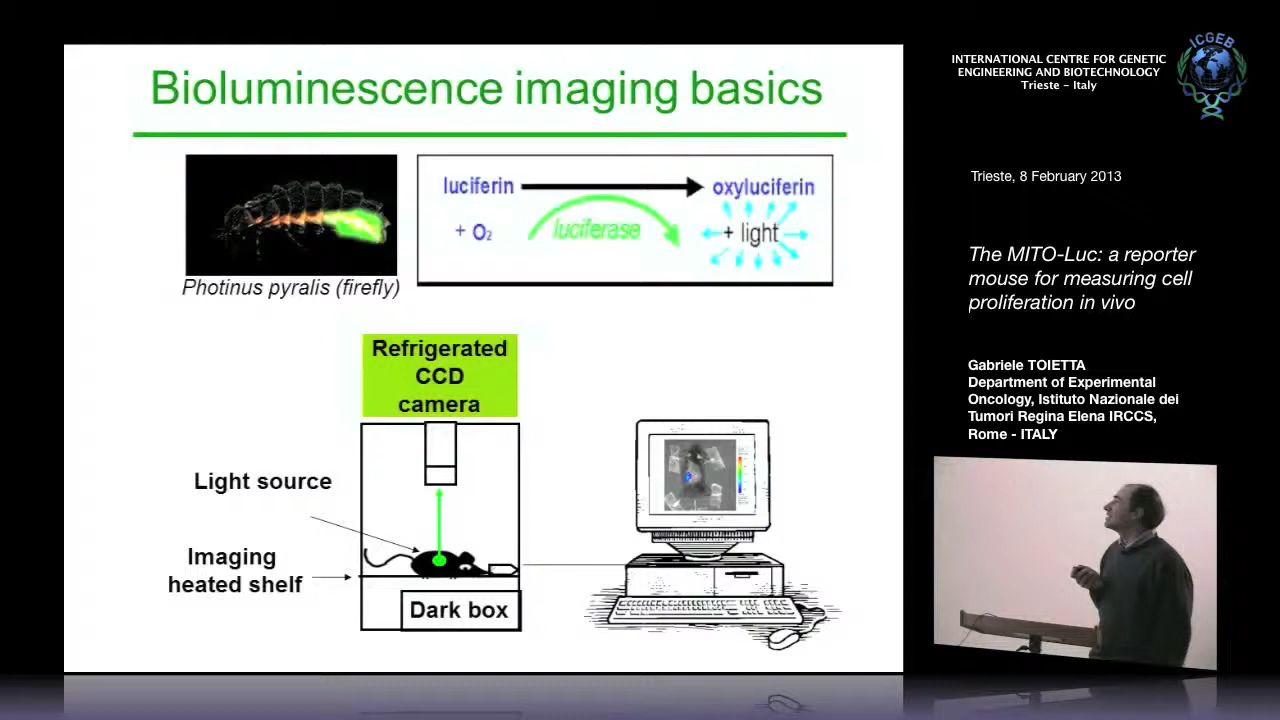 Bioluminescence imaging basics
luciferin
oxyluciferin
+ O₂
luciferase
+ light
Photinus pyralis (firefly)
Refrigerated
CCD
camera
Light source
Imaging
heated shelf
Dark box
INTERNATIONAL CENTRE FOR GENETIC
ENGINEERING AND BIOTECHNOLOGY
Trieste - Italy
ICGEB
Trieste, 8 February 2013
The MITO-Luc: a reporter
mouse for measuring cell
proliferation in vivo
Gabriele TOIETTA
Department of Experimental
Oncology, Istituto Nazionale dei
Tumori Regina Elena IRCCS,
Rome - ITALY